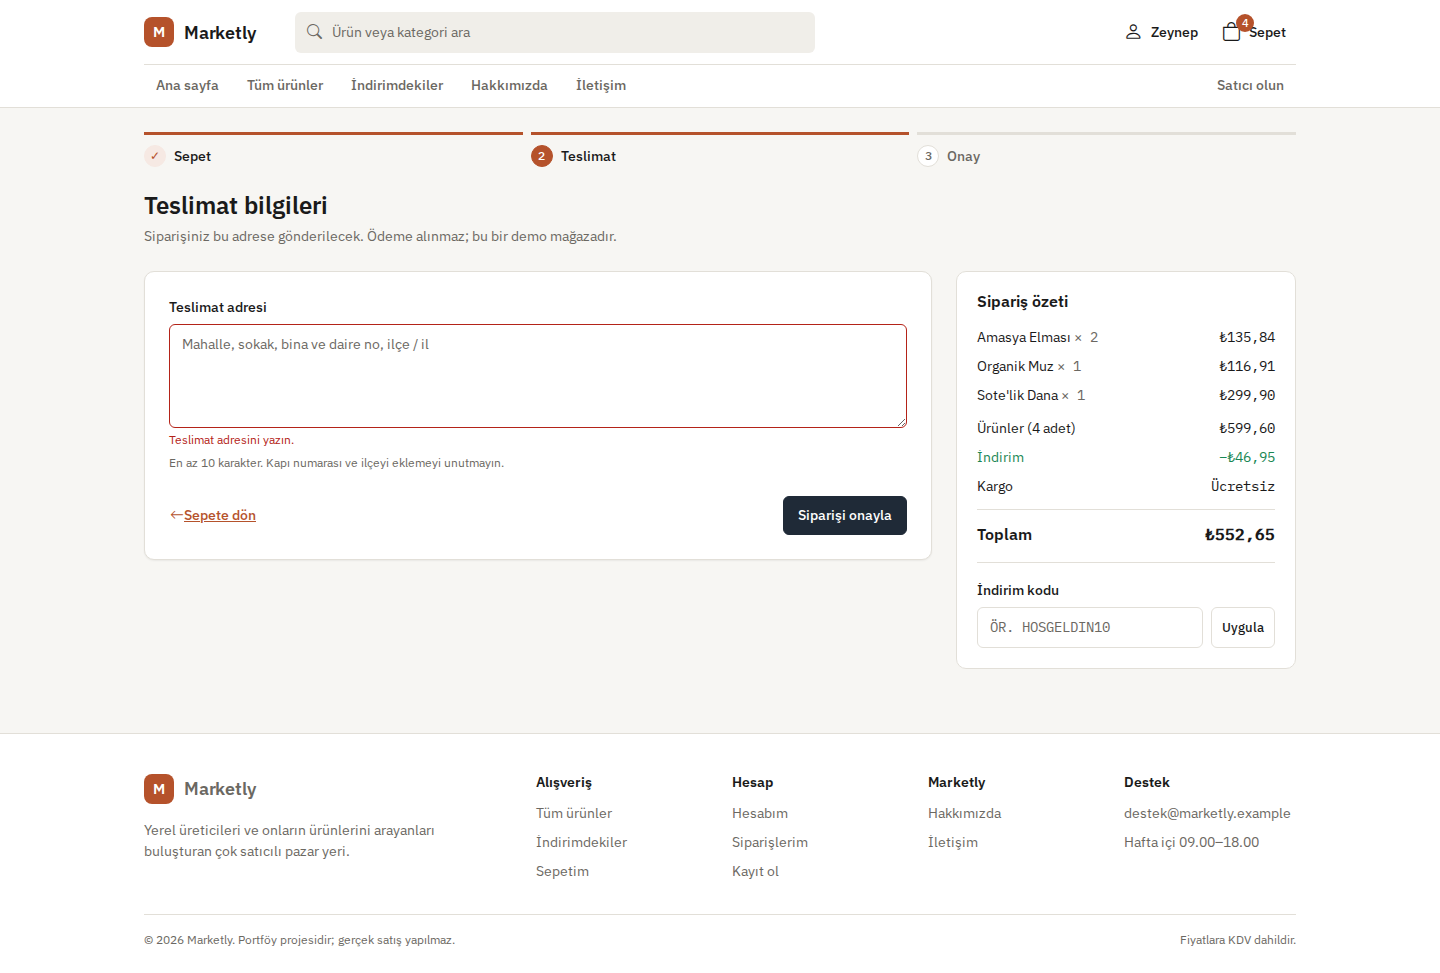 M Marketly
Ürün veya kategori ara
Zeynep
4
Sepet
Ana sayfa
Tüm ürünler
İndirimdekiler
Hakkımızda
İletişim
Satıcı olun
✓ Sepet
2 Teslimat
3 Onay
Teslimat bilgileri
Siparişiniz bu adrese gönderilecek. Ödeme alınmaz; bu bir demo mağazadır.
Teslimat adresi
Mahalle, sokak, bina ve daire no, ilçe / il
Teslimat adresini yazın.
En az 10 karakter. Kapı numarası ve ilçeyi eklemeyi unutmayın.
←Sepete dön
Siparişi onayla
Sipariş özeti
Amasya Elması × 2 ₺135,84
Organik Muz × 1 ₺116,91
Sote'lik Dana × 1 ₺299,90
Ürünler (4 adet) ₺599,60
İndirim −₺46,95
Kargo Ücretsiz
Toplam ₺552,65
İndirim kodu
ÖR. HOSGELDIN10
Uygula
M Marketly
Yerel üreticileri ve onların ürünlerini arayanları
buluşturan çok satıcılı pazar yeri.
Alışveriş
Tüm ürünler
İndirimdekiler
Sepetim
Hesap
Hesabım
Siparişlerim
Kayıt ol
Marketly
Hakkımızda
İletişim
Destek
destek@marketly.example
Hafta içi 09.00–18.00
© 2026 Marketly. Portföy projesidir; gerçek satış yapılmaz.
Fiyatlara KDV dahildir.